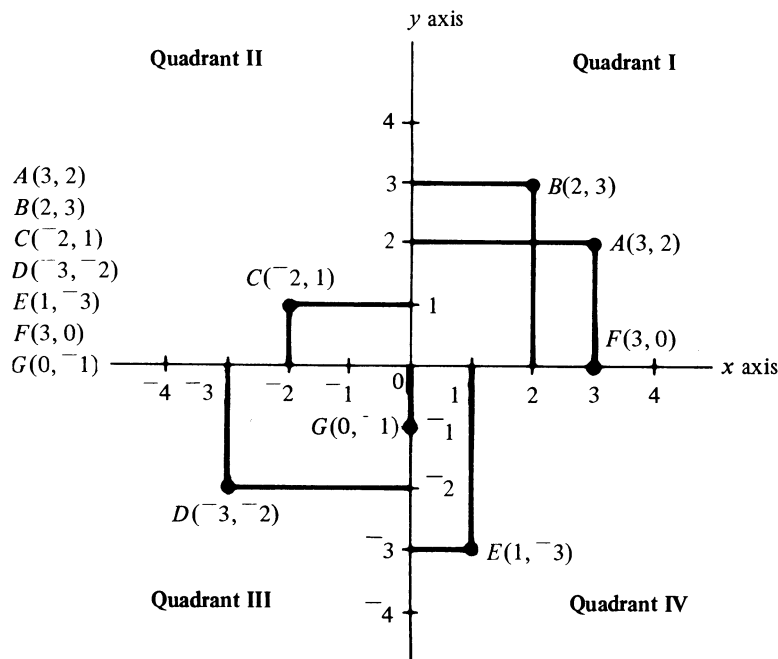 y axis
Quadrant II
Quadrant I
4
A(3, 2)
B(2, 3)
C(⁻2, 1)
D(⁻3, ⁻2)
E(1, ⁻3)
F(3, 0)
G(0, ⁻1)
3
B(2, 3)
2
A(3, 2)
C(⁻2, 1)
1
F(3, 0)
x axis
⁻4 ⁻3 ⁻2 ⁻1 0 1 2 3 4
G(0, ⁻1)
⁻1
⁻2
D(⁻3, ⁻2)
⁻3
E(1, ⁻3)
Quadrant III
Quadrant IV
⁻4